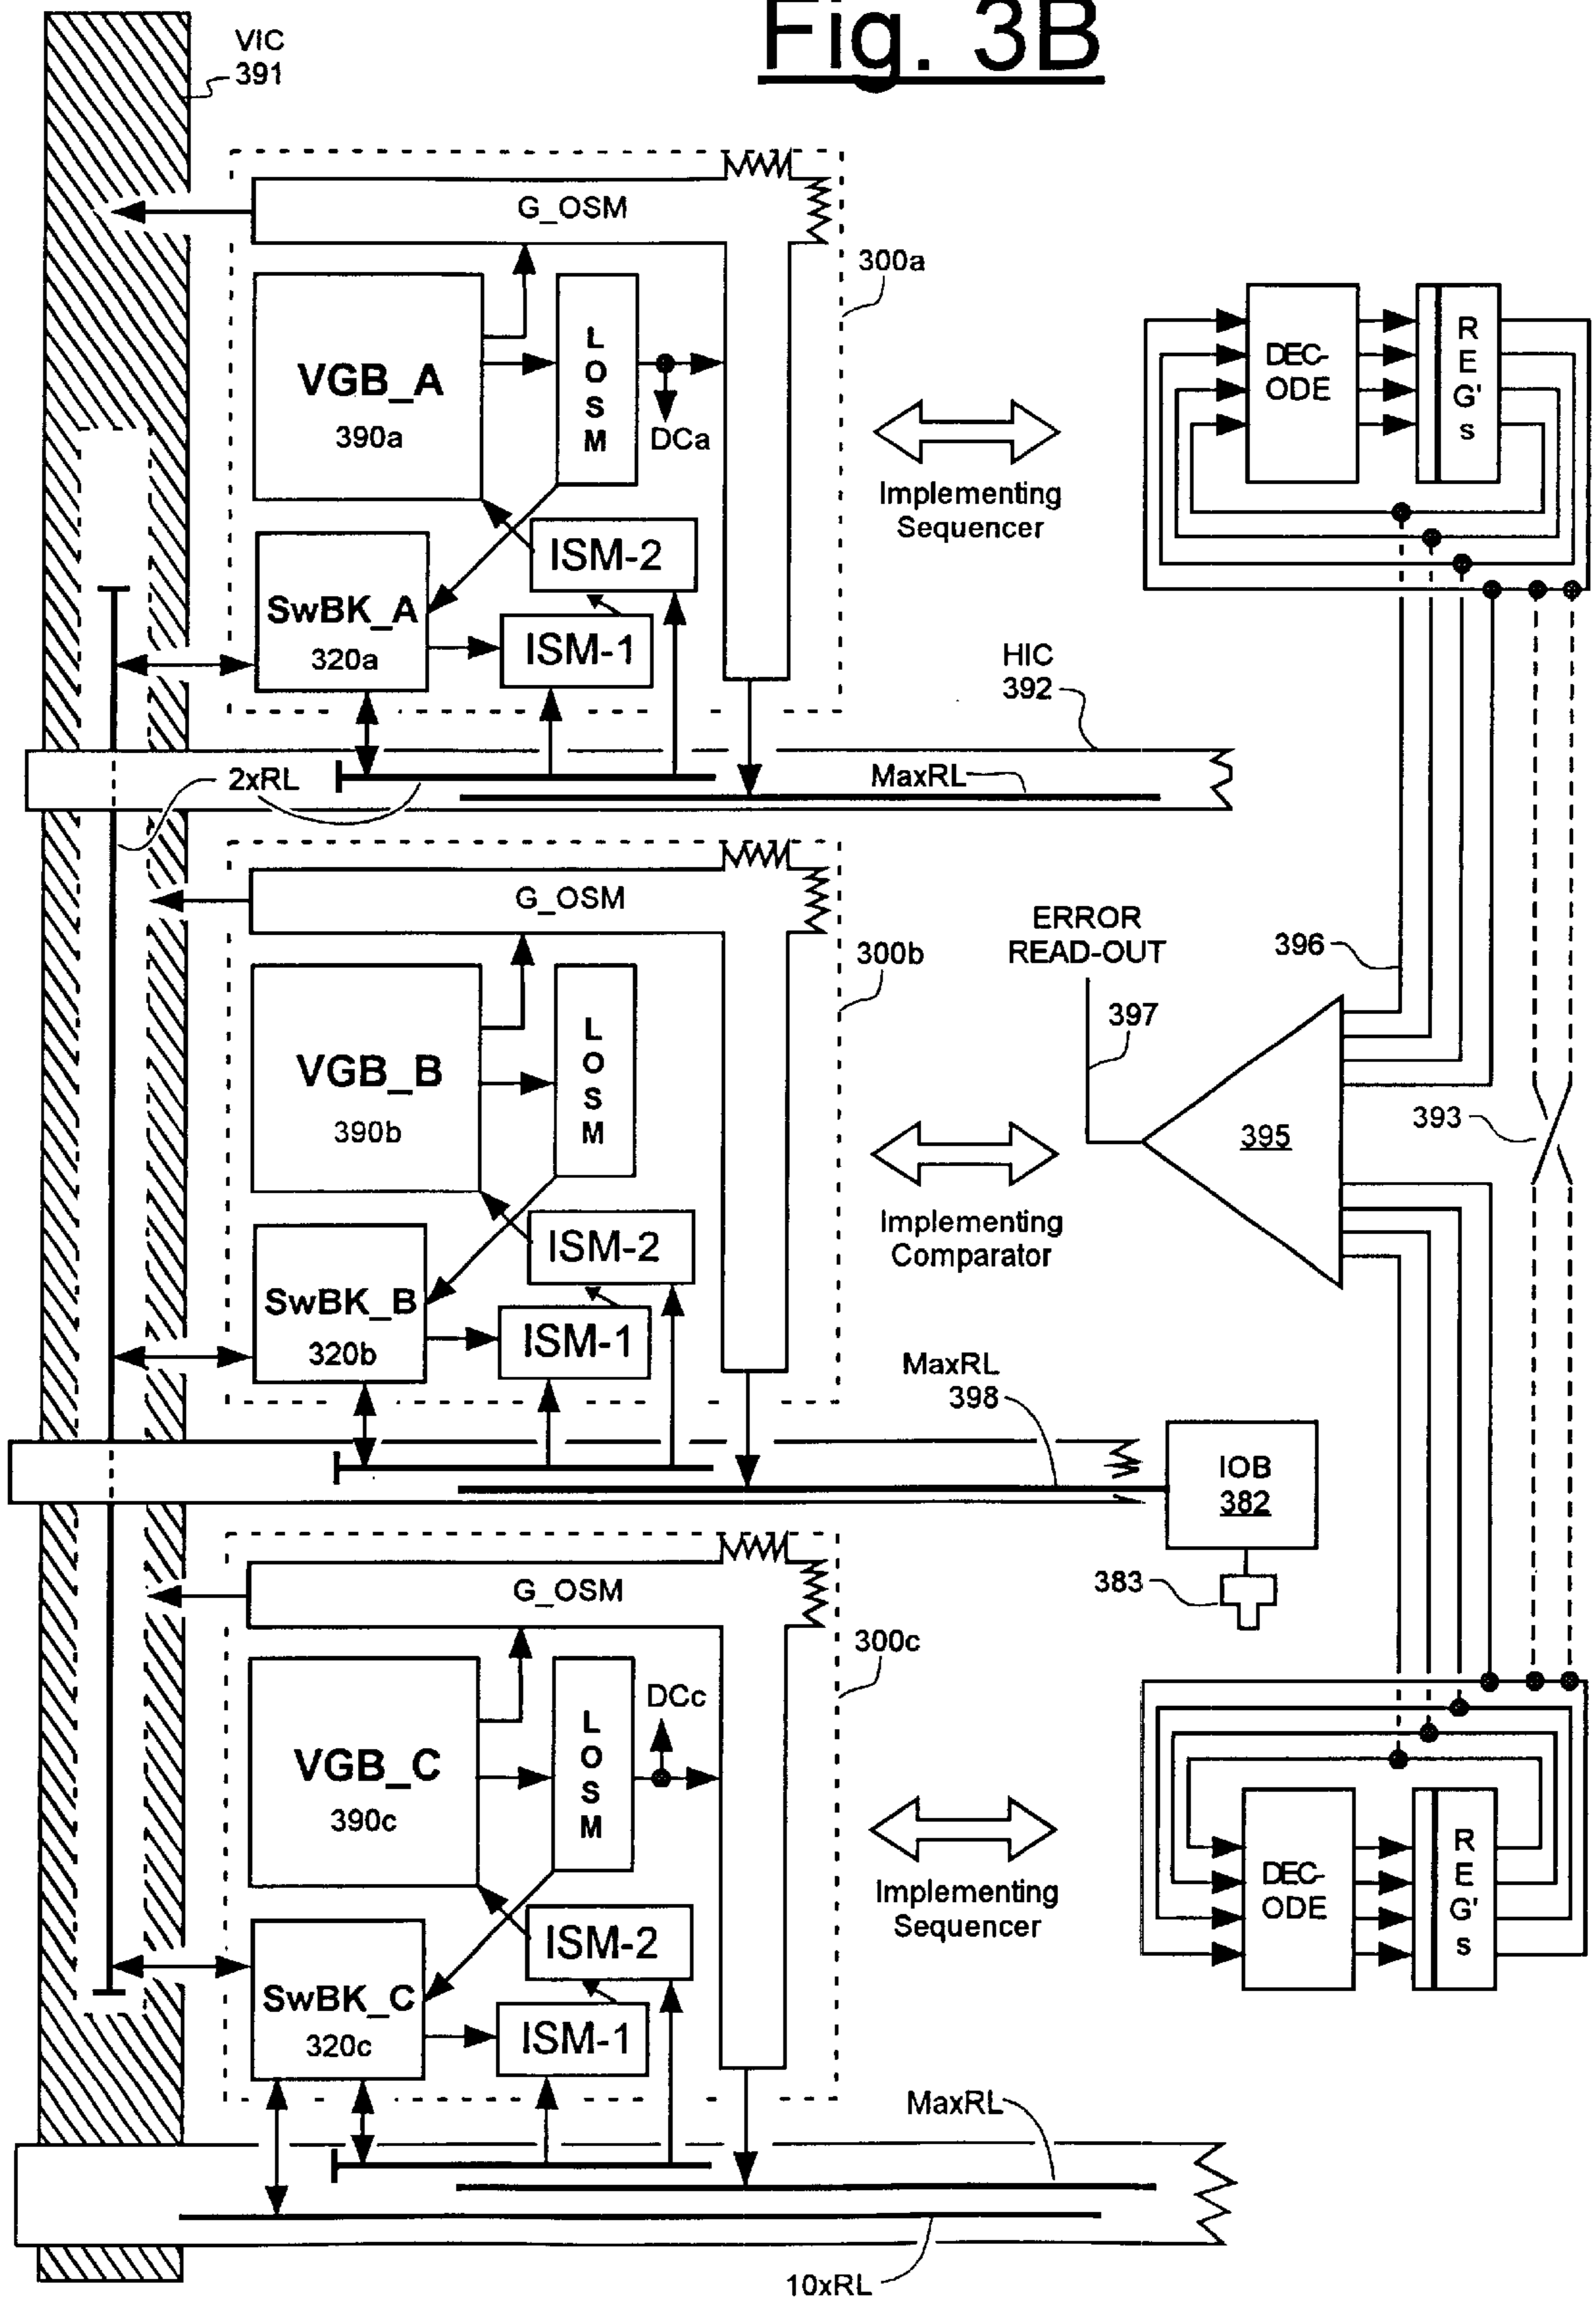 Fig. 3B
VIC
391
G_OSM
300a
VGB_A
390a
L
O
S
M
DCa
DEC-
ODE
R
E
G'
s
Implementing
Sequencer
ISM-2
SwBK_A
320a
ISM-1
HIC
392
2xRL
MaxRL
G_OSM
300b
ERROR
READ-OUT
396
397
VGB_B
390b
L
O
S
M
395
393
Implementing
Comparator
ISM-2
SwBK_B
320b
ISM-1
MaxRL
398
IOB
382
383
G_OSM
300c
VGB_C
390c
L
O
S
M
DCc
DEC-
ODE
R
E
G'
s
Implementing
Sequencer
ISM-2
SwBK_C
320c
ISM-1
MaxRL
10xRL